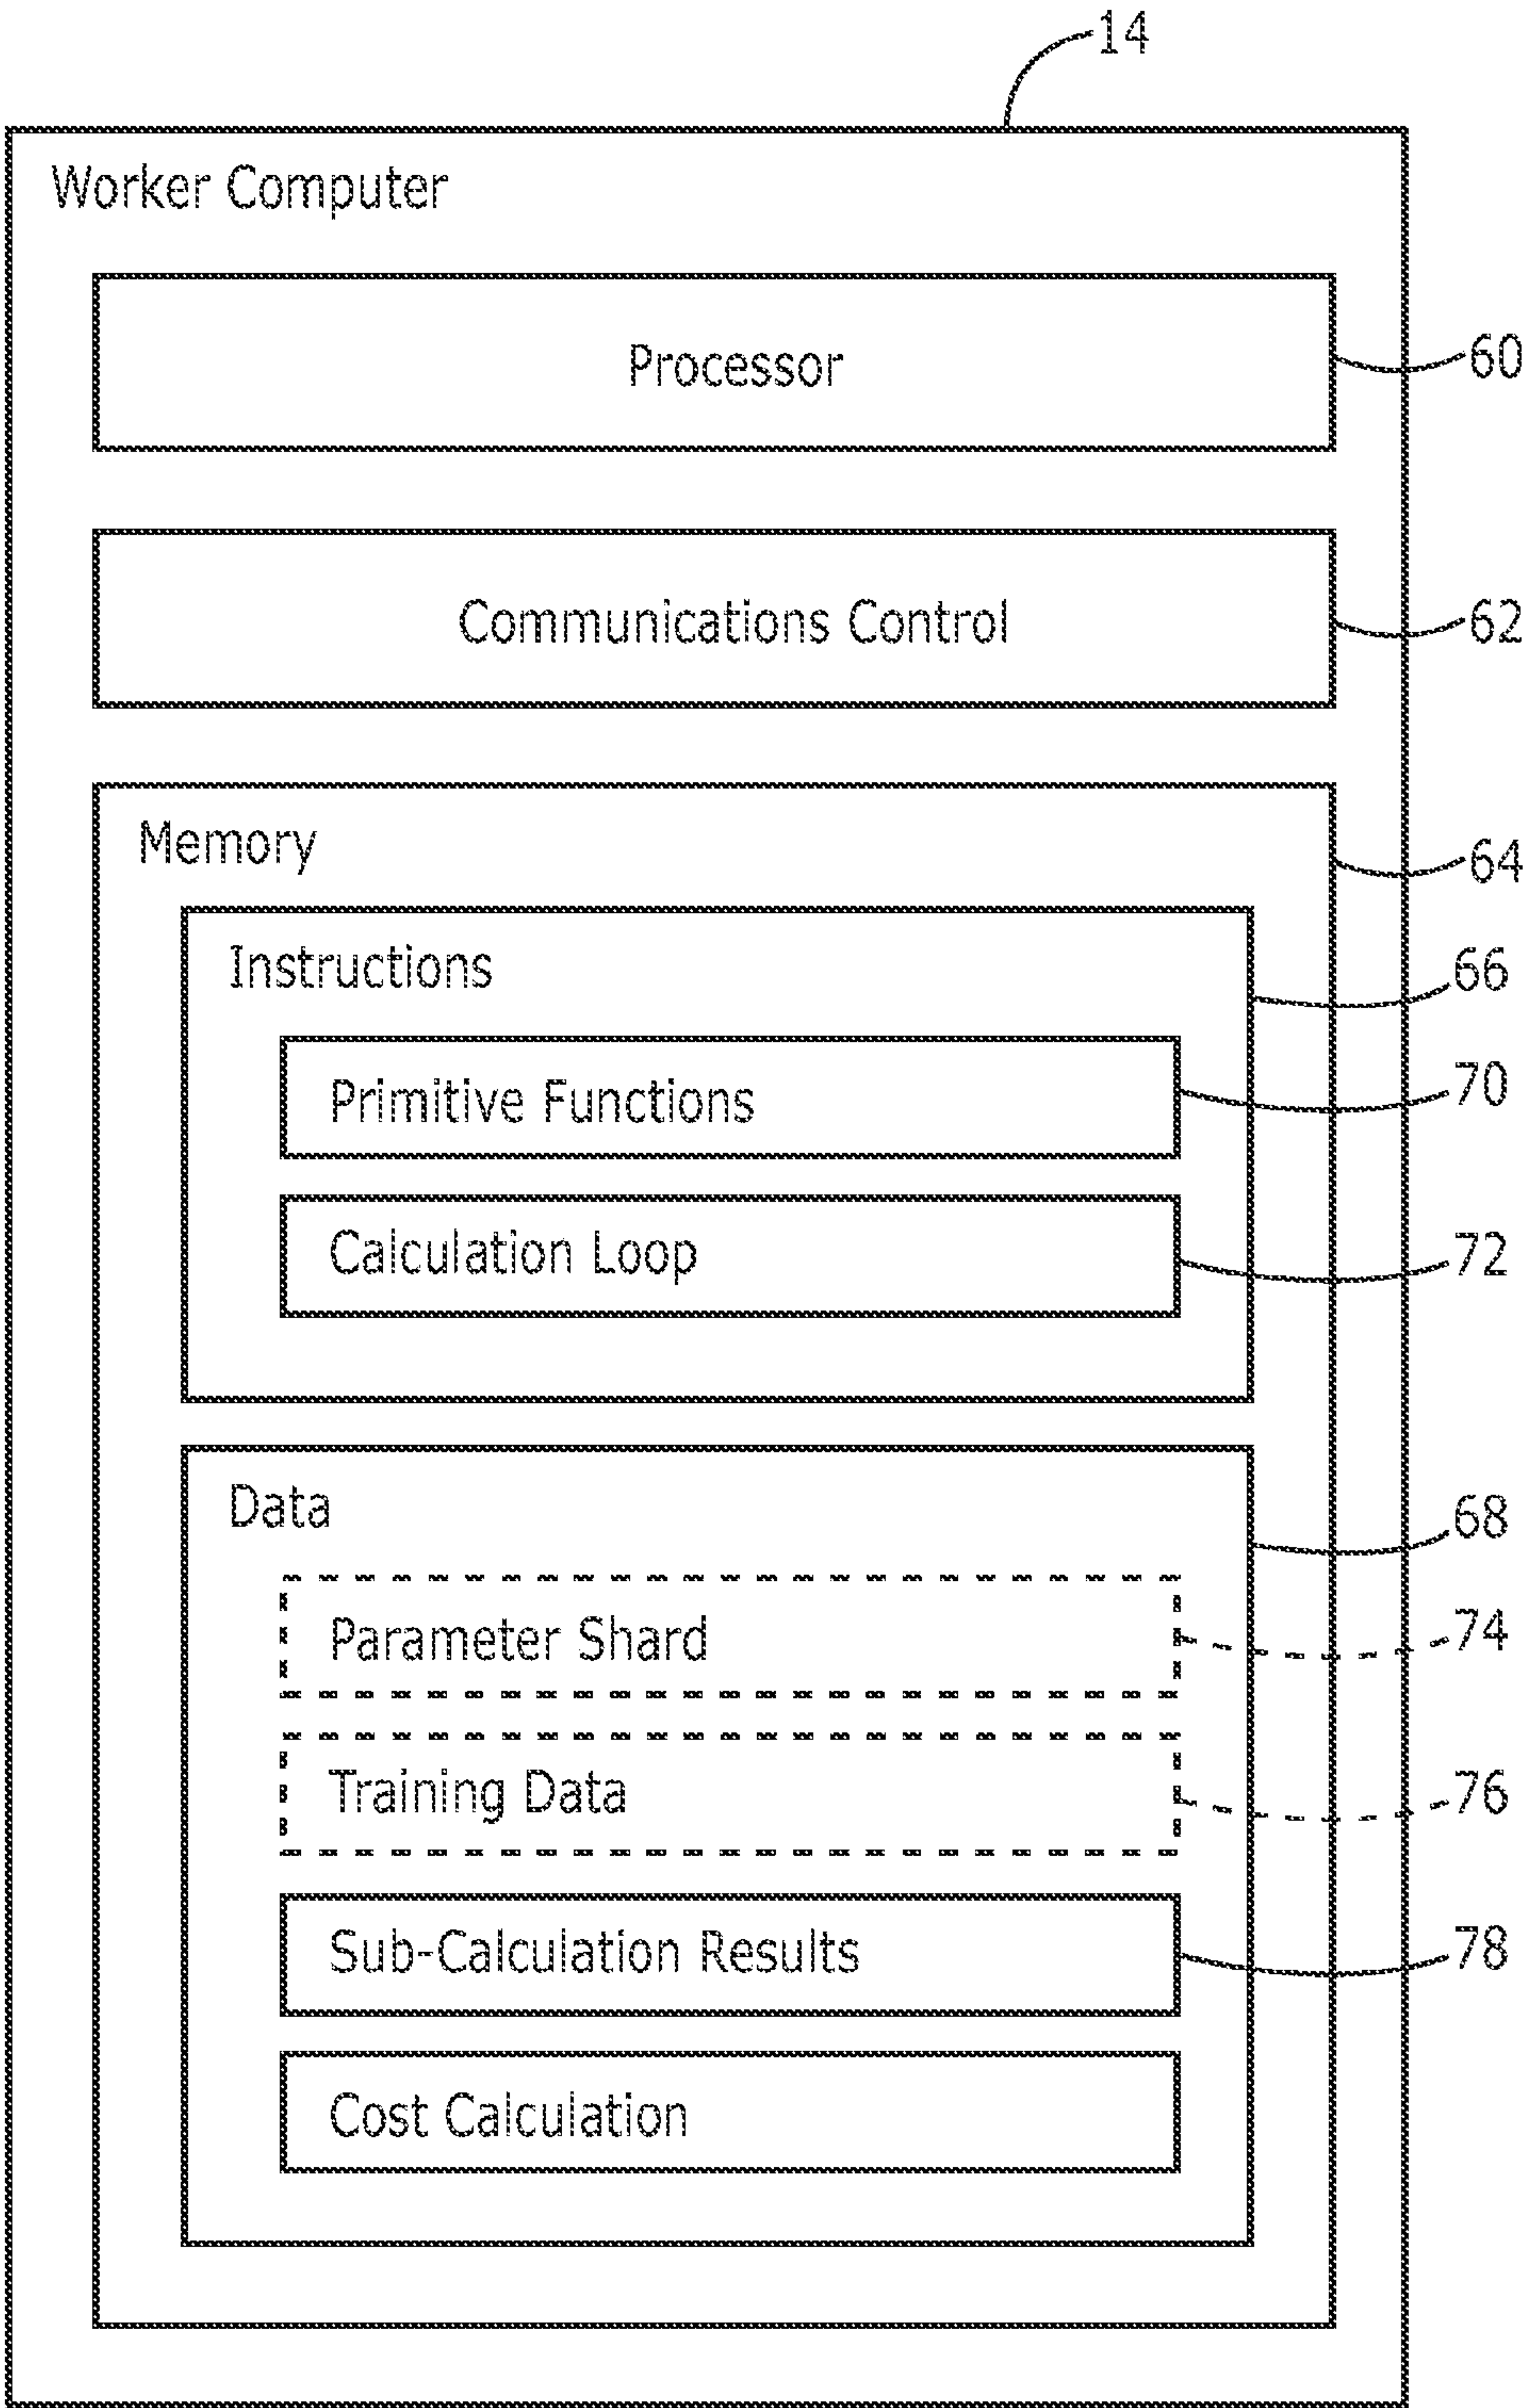 14
Worker Computer
Processor
60
Communications Control
62
Memory
64
Instructions
66
Primitive Functions
70
Calculation Loop
72
Data
68
Parameter Shard
74
Training Data
76
Sub-Calculation Results
78
Cost Calculation